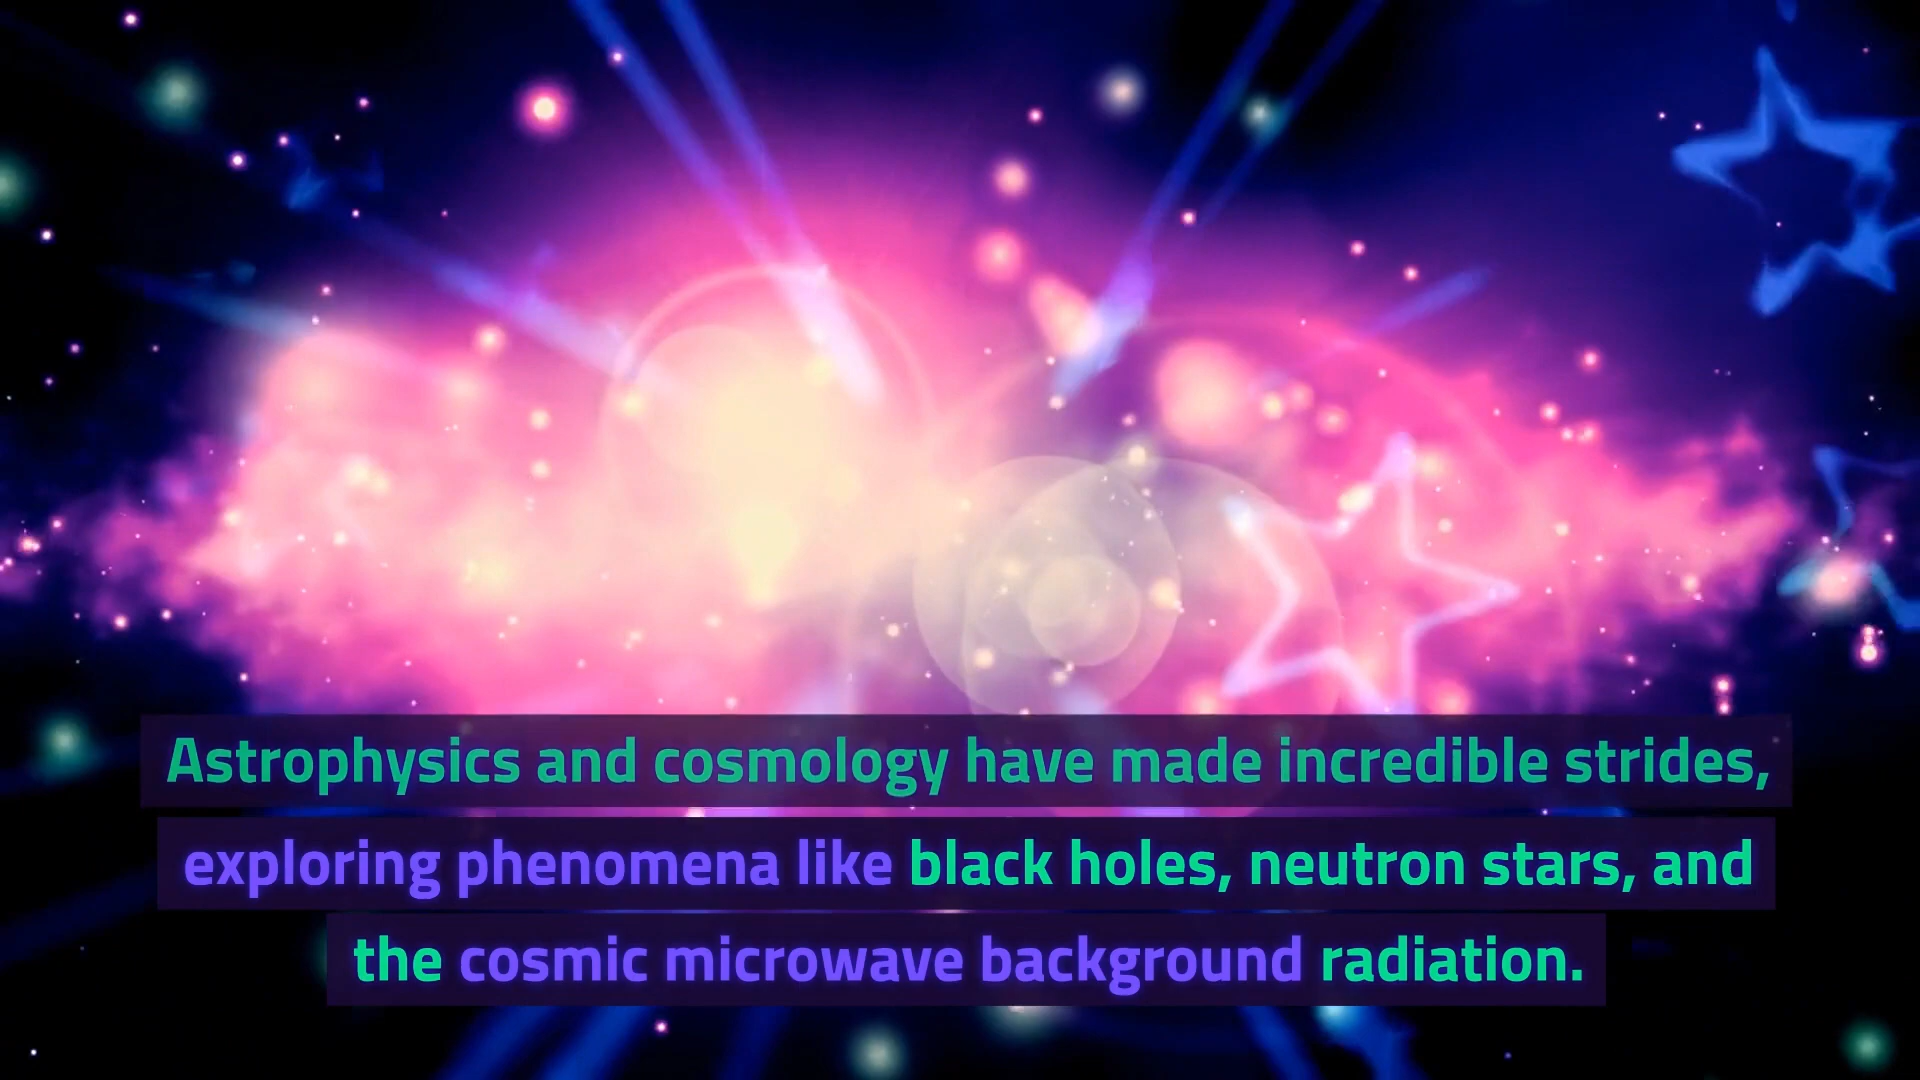 Astrophysics and cosmology have made incredible strides,
exploring phenomena like black holes, neutron stars, and
the cosmic microwave background radiation.